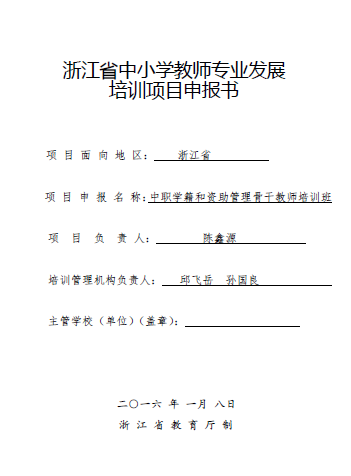 浙江省中小学教师专业发展
培训项目申报书
项 目 面 向 地 区： 浙江省
项 目 申 报 名 称：中职学籍和资助管理骨干教师培训班
项 目 负 责 人： 陈鑫源
培训管理机构负责人： 邱飞岳 孙国良
主管学校（单位）（盖章）：
二〇一六 年 一月 八日
浙 江 省 教 育 厅 制